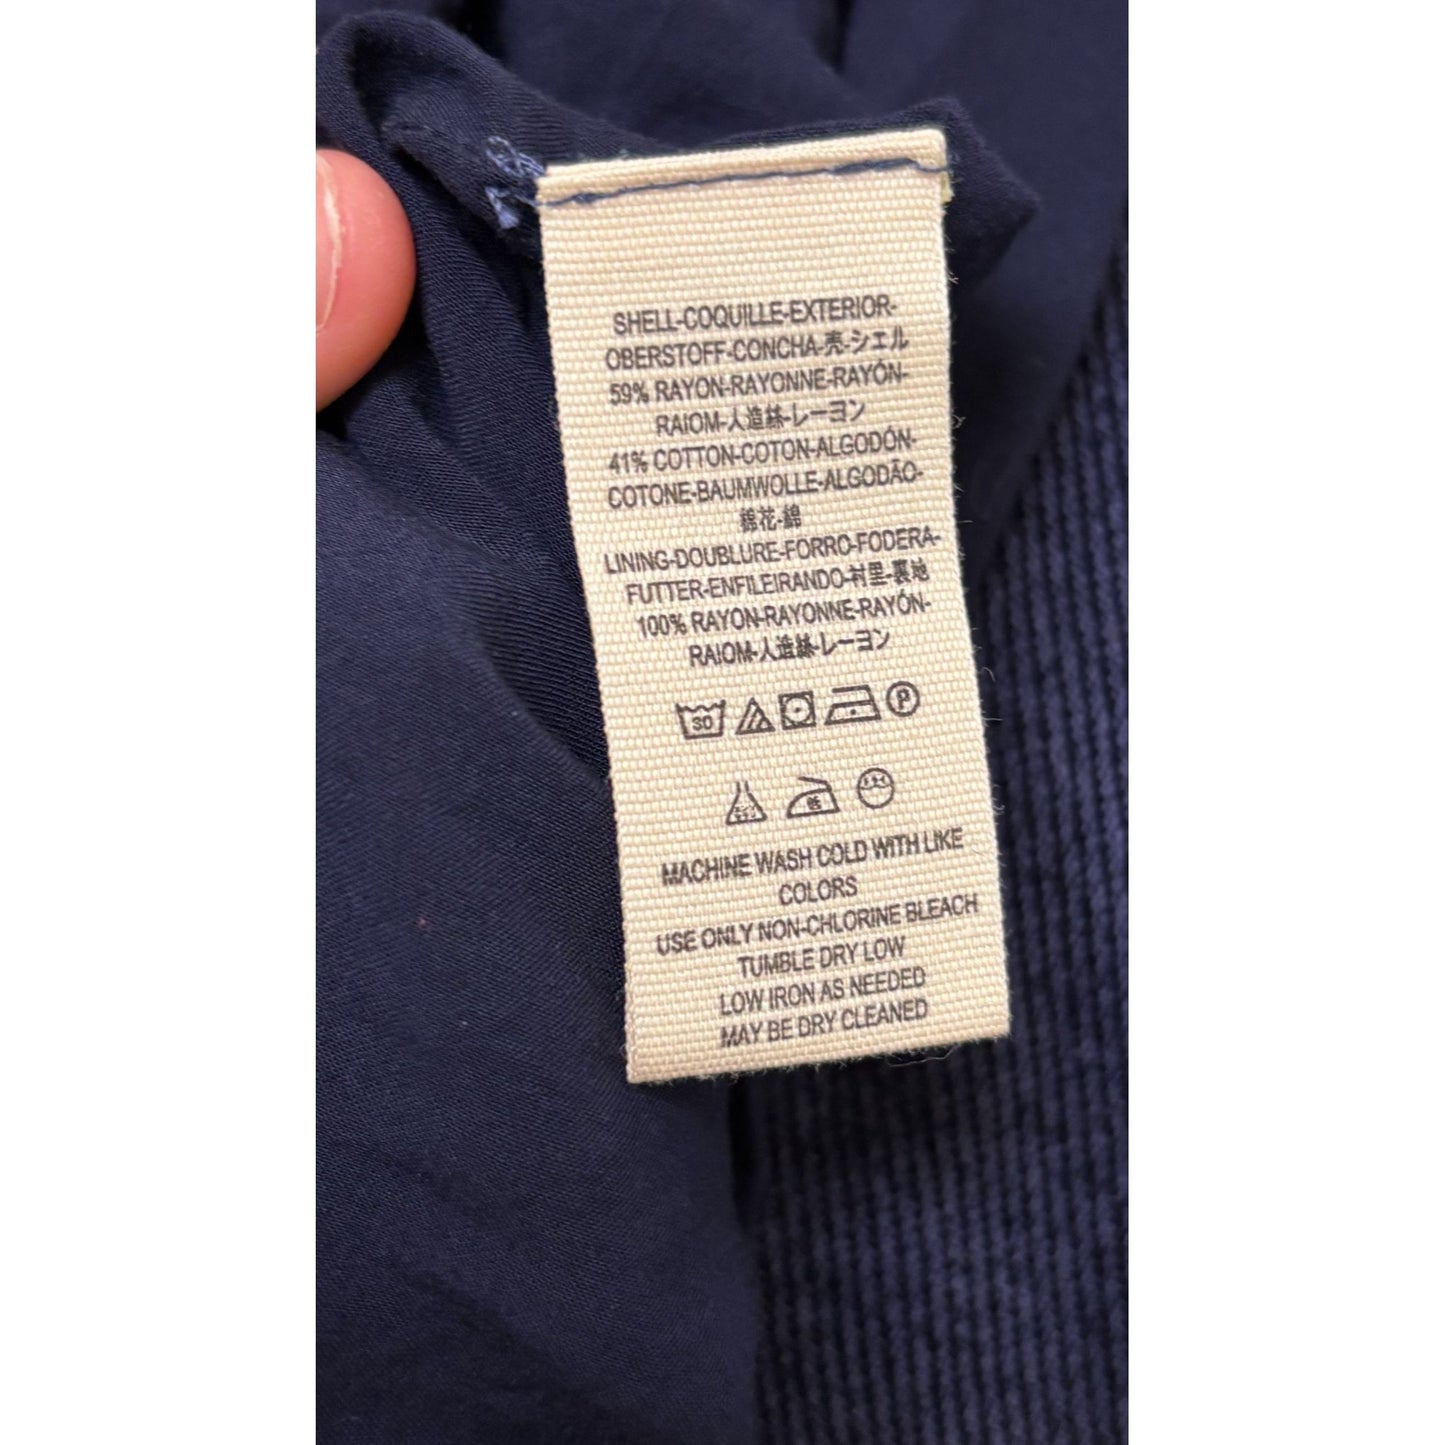 SHELL-COQUILLE-EXTERIOR-
OBERSTOFF-CONCHA-売-シェル
59% RAYON-RAYONNE-RAYÓN-
RAIOM-人造絲-レーヨン
41% COTTON-COTON-ALGODÓN-
COTONE-BAUMWOLLE-ALGODÃO-
棉花-綿
LINING-DOUBLURE-FORRO-FODERA-
FUTTER-ENFILEIRANDO-衬里-裏地
100% RAYON-RAYONNE-RAYÓN-
RAIOM-人造絲-レーヨン
30 P
MACHINE WASH COLD WITH LIKE
COLORS
USE ONLY NON-CHLORINE BLEACH
TUMBLE DRY LOW
LOW IRON AS NEEDED
MAY BE DRY CLEANED